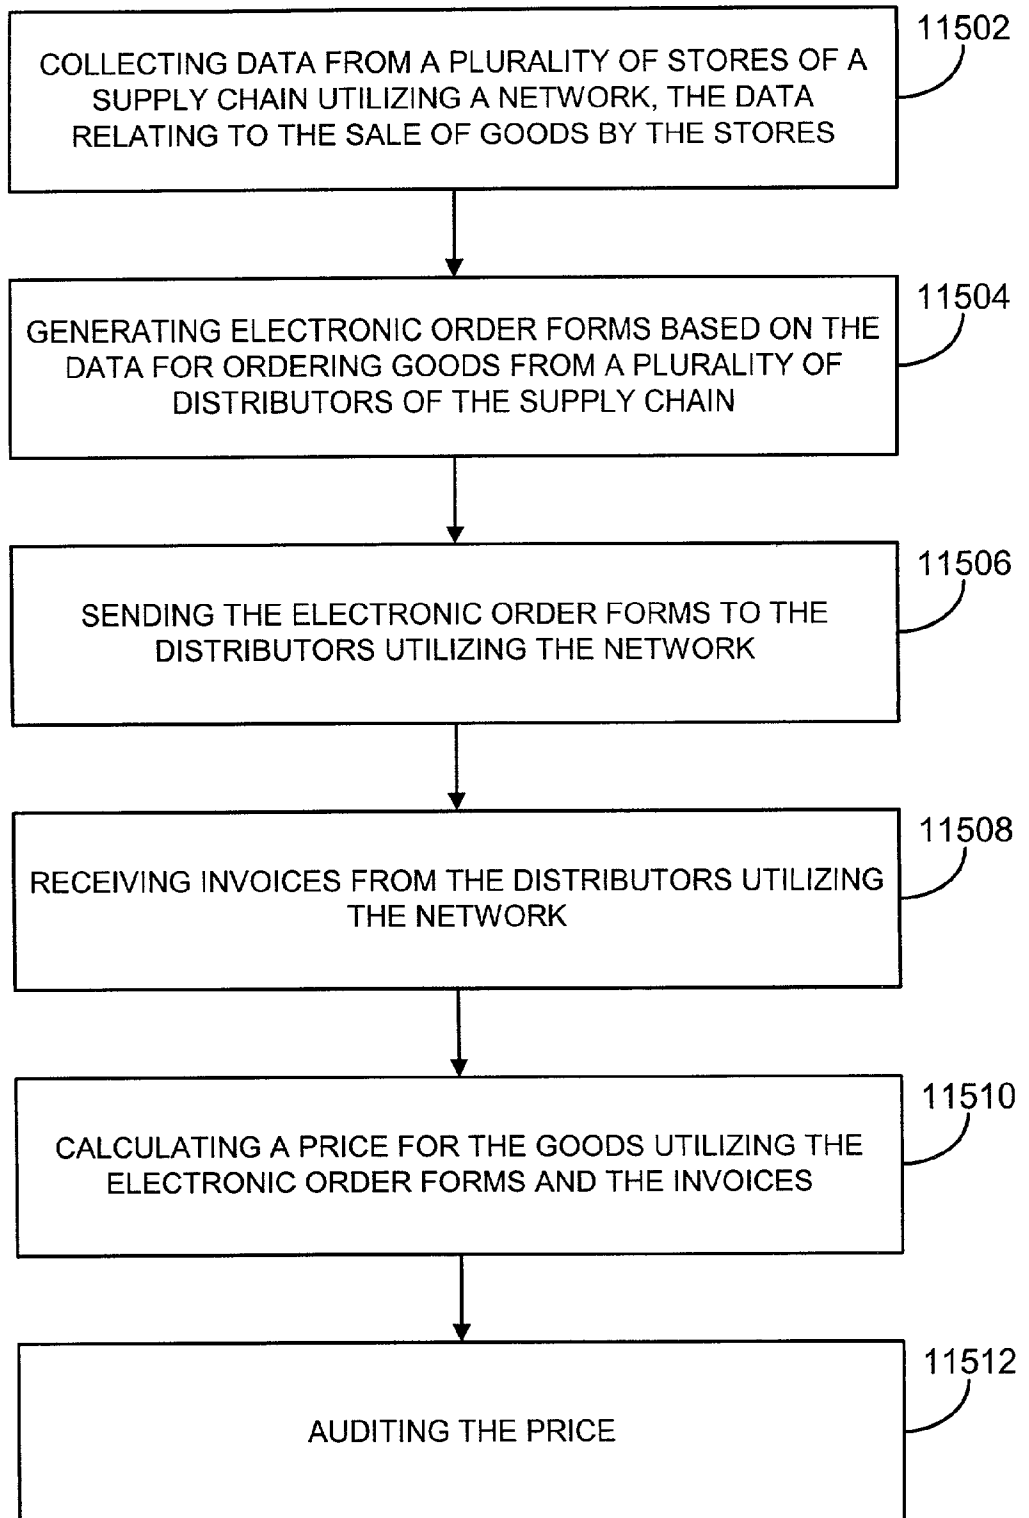 11502
COLLECTING DATA FROM A PLURALITY OF STORES OF A
SUPPLY CHAIN UTILIZING A NETWORK, THE DATA
RELATING TO THE SALE OF GOODS BY THE STORES
11504
GENERATING ELECTRONIC ORDER FORMS BASED ON THE
DATA FOR ORDERING GOODS FROM A PLURALITY OF
DISTRIBUTORS OF THE SUPPLY CHAIN
11506
SENDING THE ELECTRONIC ORDER FORMS TO THE
DISTRIBUTORS UTILIZING THE NETWORK
11508
RECEIVING INVOICES FROM THE DISTRIBUTORS UTILIZING
THE NETWORK
11510
CALCULATING A PRICE FOR THE GOODS UTILIZING THE
ELECTRONIC ORDER FORMS AND THE INVOICES
11512
AUDITING THE PRICE